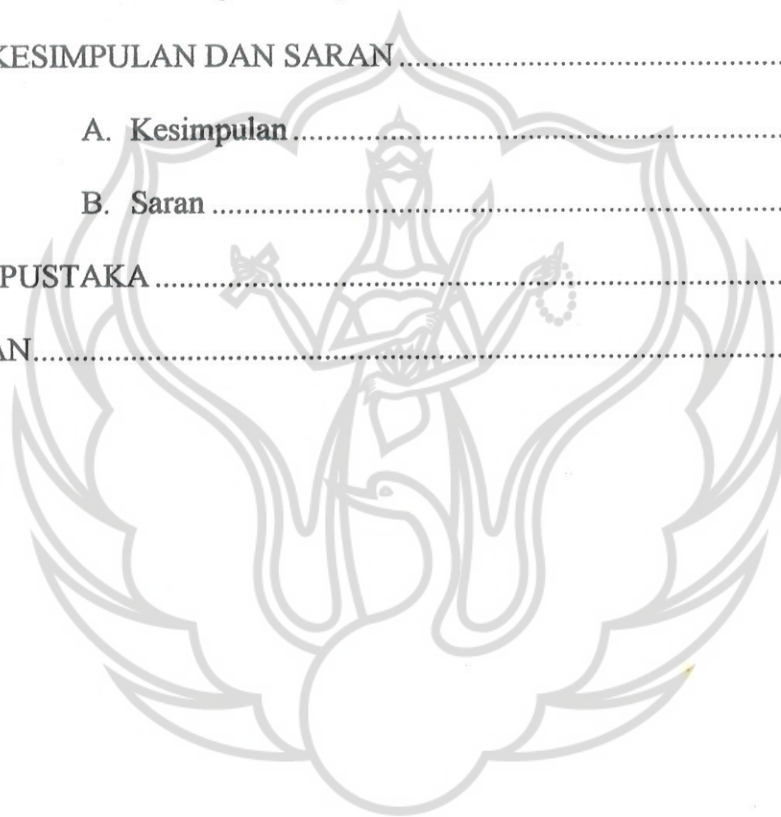 KESIMPULAN DAN SARAN........................................
A. Kesimpulan........................................................
B. Saran ................................................................
PUSTAKA........................................................................
AN....................................................................................